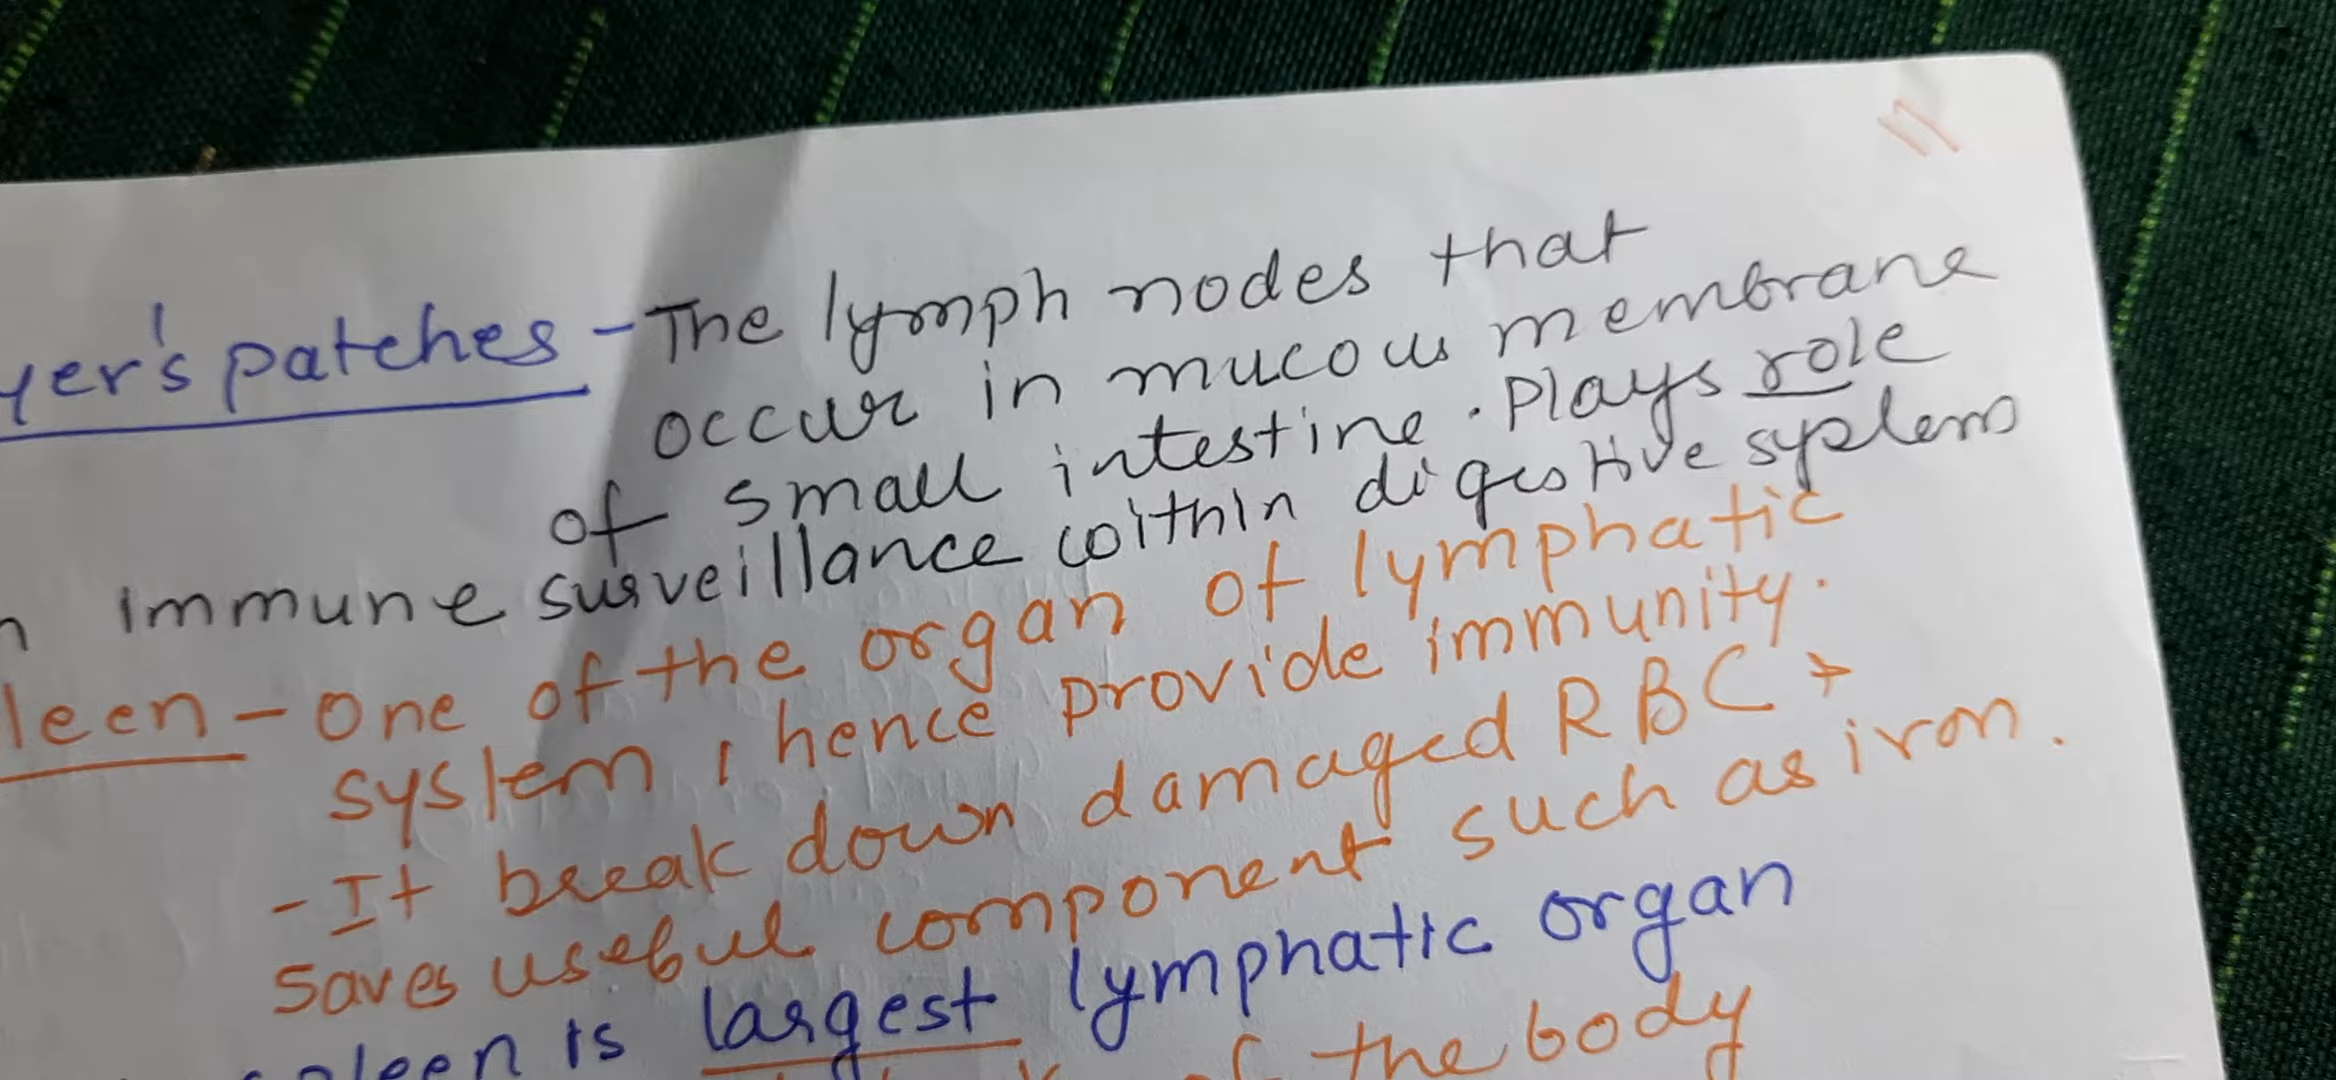 yer's patches - The lymph nodes that
occur in mucous membrane
of small intestine. Plays role
immune surveillance within digestive system
leen - one of the organ of lymphatic
system, hence provide immunity.
- It break down damaged RBC +
saves useful component such as iron.
pleen is largest lymphatic organ
of the body